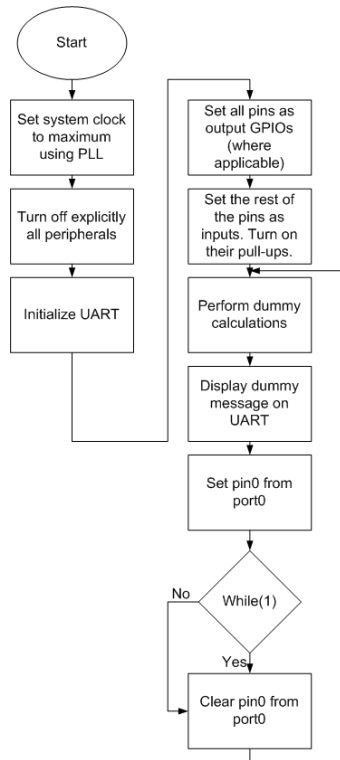 Start
Set system clock
to maximum
using PLL
Turn off explicitly
all peripherals
Initialize UART
Set all pins as
output GPIOs
(where
applicable)
Set the rest of
the pins as
inputs. Turn on
their pull-ups.
Perform dummy
calculations
Display dummy
message on
UART
Set pin0 from
port0
No
While(1)
Yes
Clear pin0 from
port0